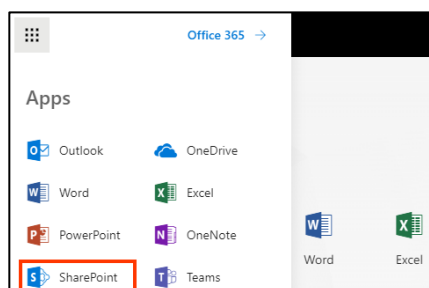 Office 365 →
Apps
Outlook OneDrive
Word Excel
PowerPoint OneNote
SharePoint Teams
Word Excel